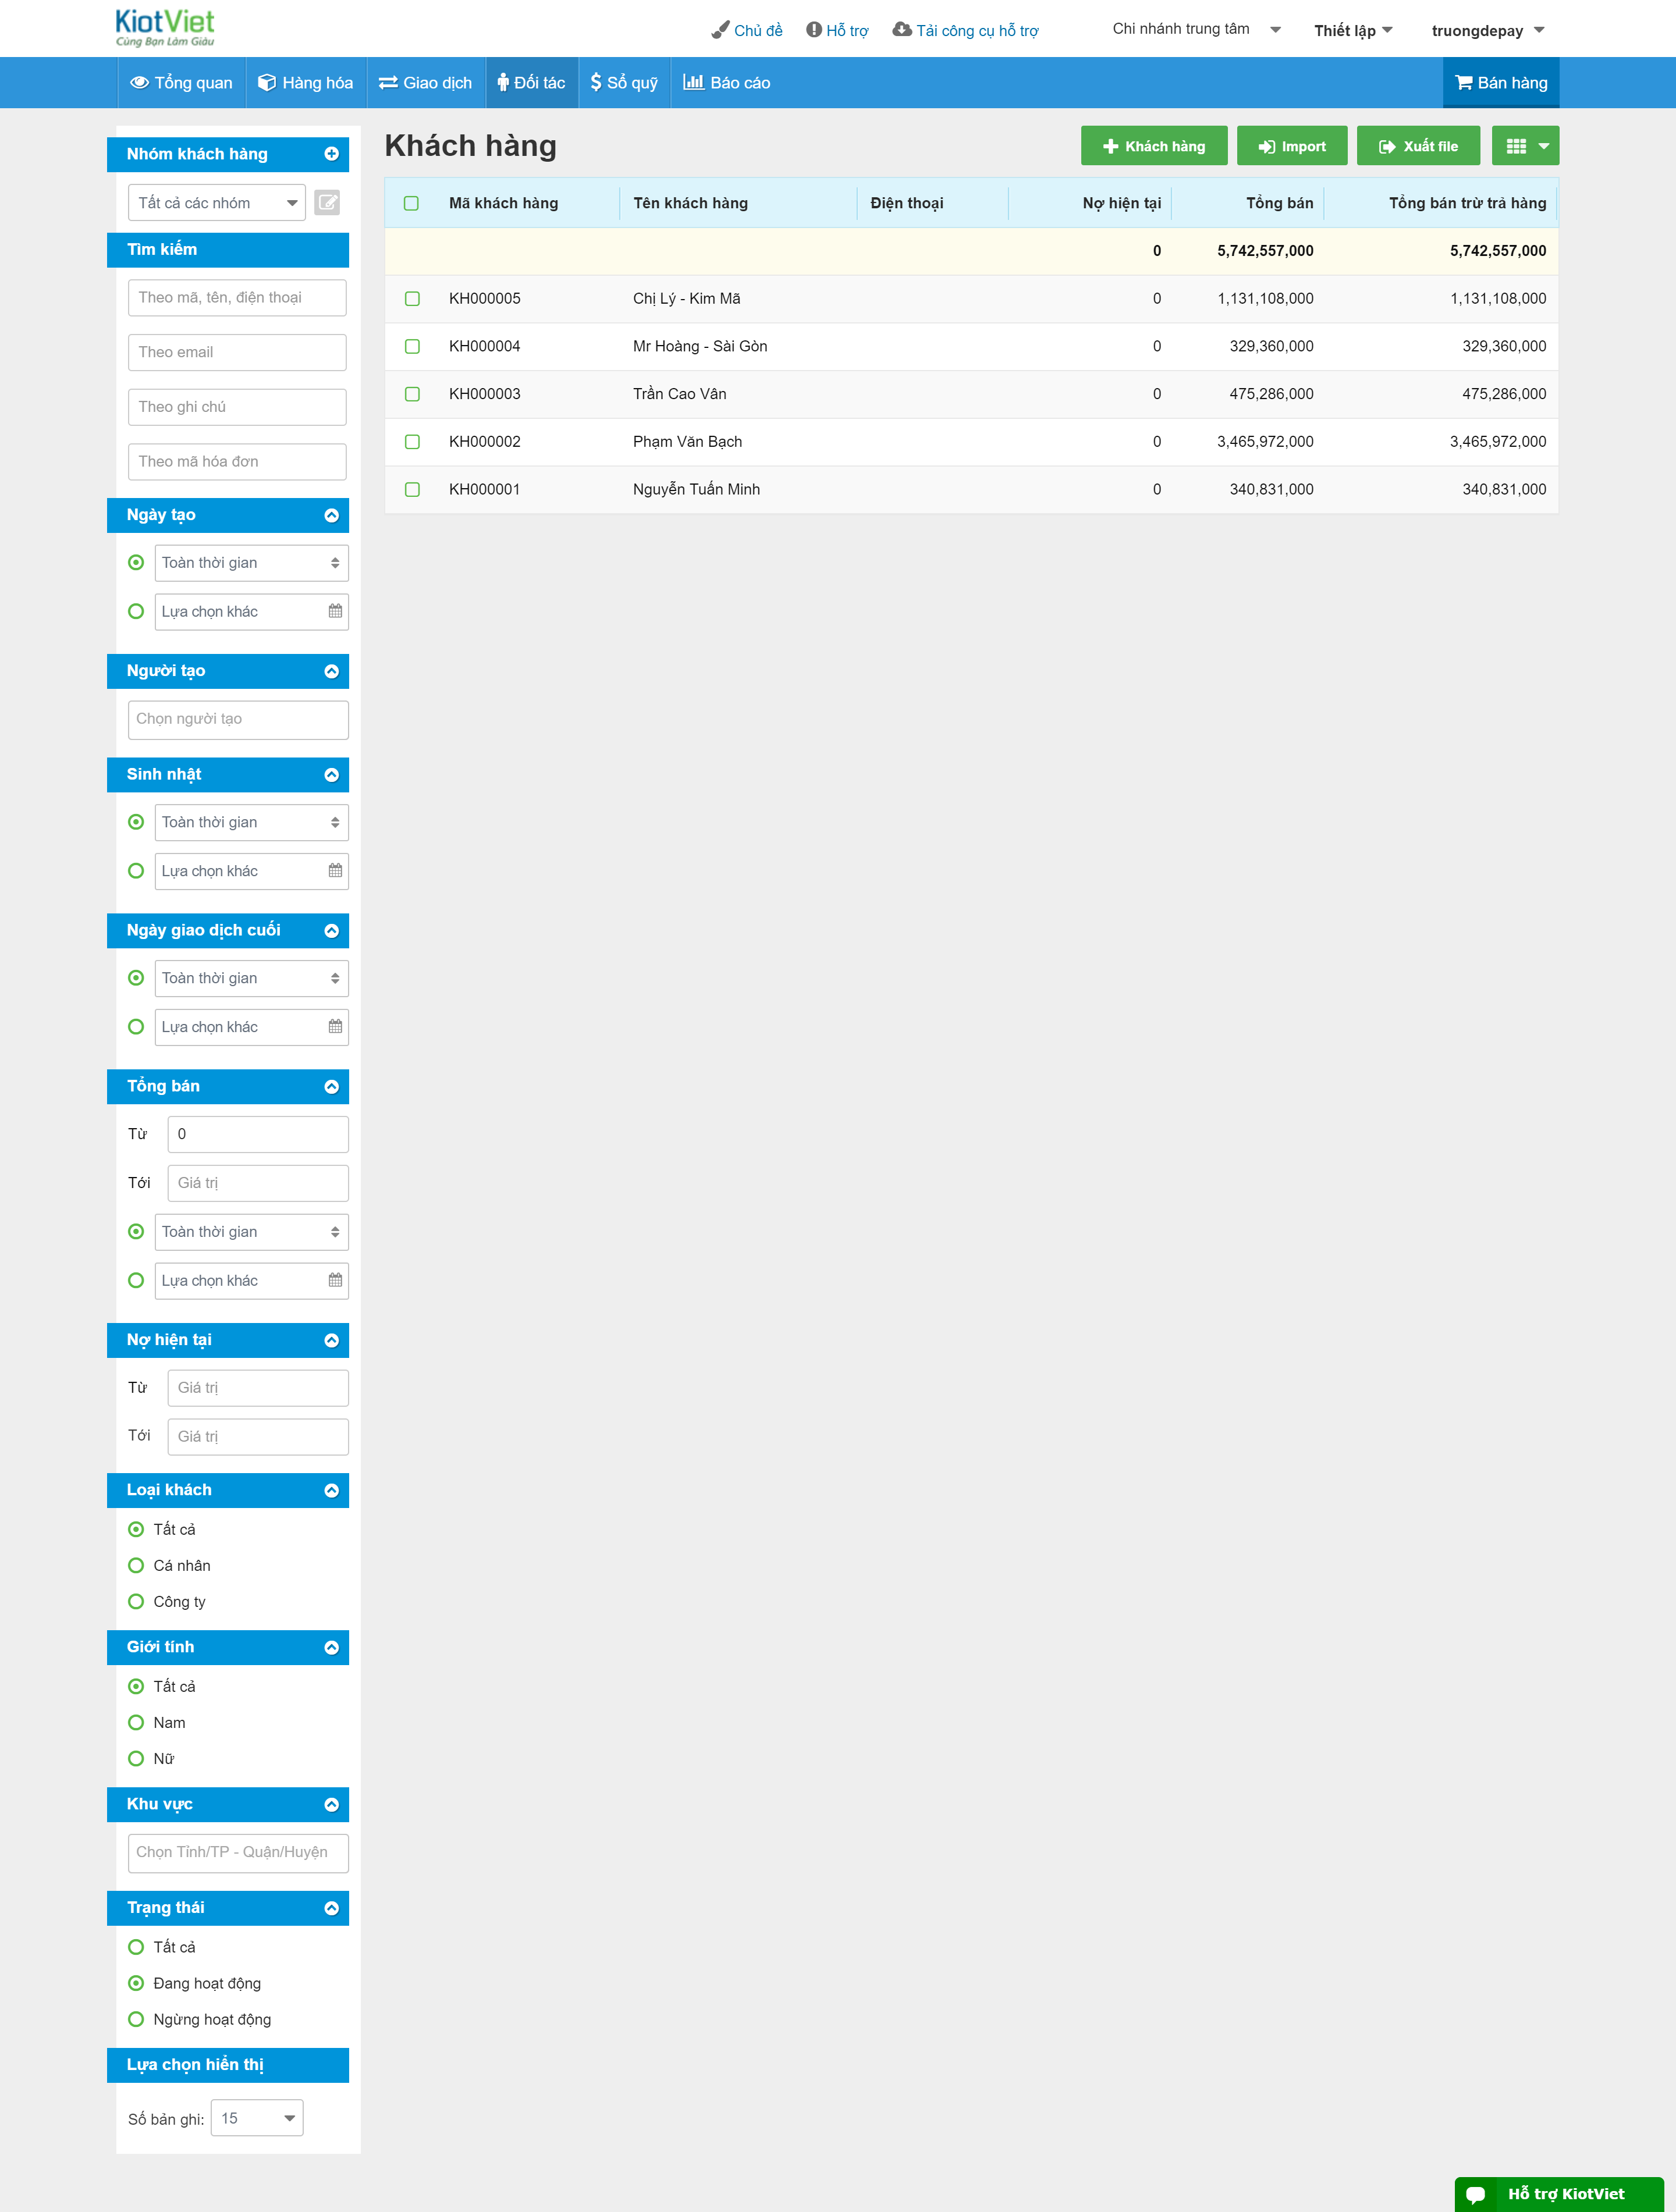 KiotViet
Cùng Bạn Làm Giàu
Chủ đề Hỗ trợ Tải công cụ hỗ trợ Chi nhánh trung tâm Thiết lập truongdepay
Tổng quan Hàng hóa Giao dịch Đối tác Sổ quỹ Báo cáo Bán hàng
Nhóm khách hàng
Tất cả các nhóm
Tìm kiếm
Theo mã, tên, điện thoại
Theo email
Theo ghi chú
Theo mã hóa đơn
Ngày tạo
Toàn thời gian
Lựa chọn khác
Người tạo
Chọn người tạo
Sinh nhật
Toàn thời gian
Lựa chọn khác
Ngày giao dịch cuối
Toàn thời gian
Lựa chọn khác
Tổng bán
Từ 0
Tới Giá trị
Toàn thời gian
Lựa chọn khác
Nợ hiện tại
Từ Giá trị
Tới Giá trị
Loại khách
Tất cả
Cá nhân
Công ty
Giới tính
Tất cả
Nam
Nữ
Khu vực
Chọn Tỉnh/TP - Quận/Huyện
Trạng thái
Tất cả
Đang hoạt động
Ngừng hoạt động
Lựa chọn hiển thị
Số bản ghi: 15
Khách hàng
Khách hàng Import Xuất file
Mã khách hàng Tên khách hàng Điện thoại Nợ hiện tại Tổng bán Tổng bán trừ trả hàng
0 5,742,557,000 5,742,557,000
KH000005 Chị Lý - Kim Mã 0 1,131,108,000 1,131,108,000
KH000004 Mr Hoàng - Sài Gòn 0 329,360,000 329,360,000
KH000003 Trần Cao Vân 0 475,286,000 475,286,000
KH000002 Phạm Văn Bạch 0 3,465,972,000 3,465,972,000
KH000001 Nguyễn Tuấn Minh 0 340,831,000 340,831,000
Hỗ trợ KiotViet